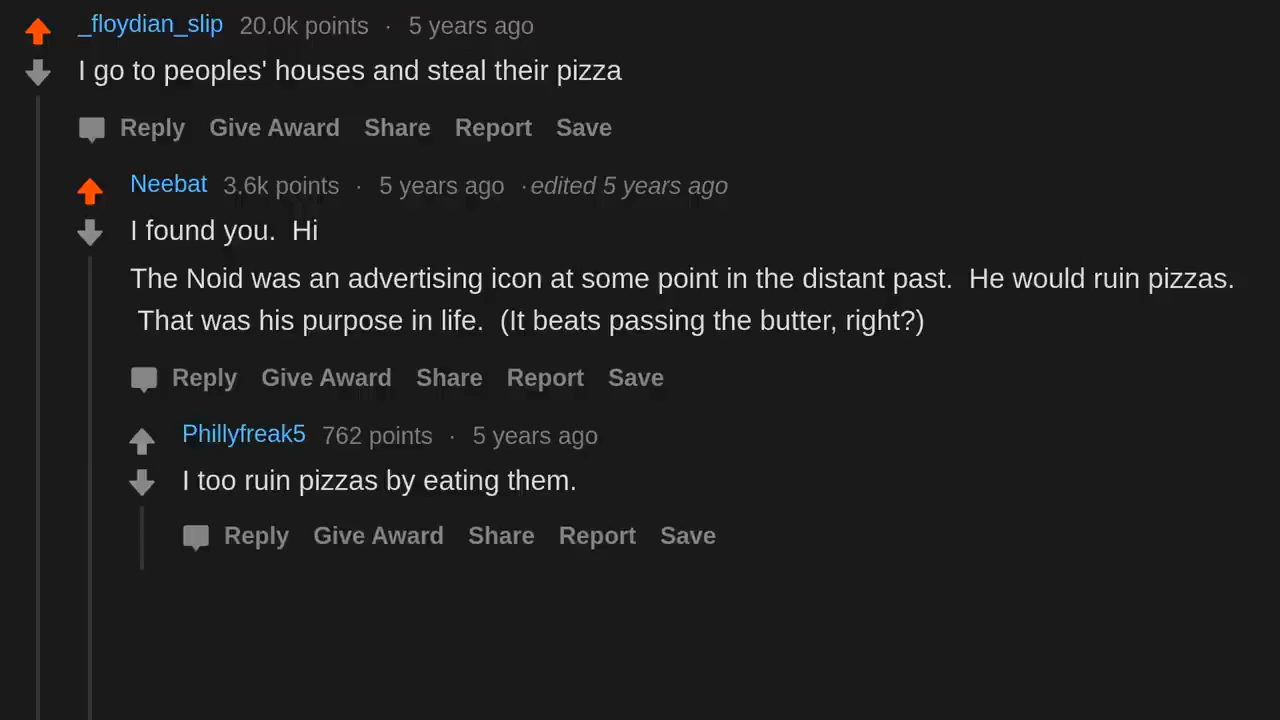 _floydian_slip 20.0k points · 5 years ago
I go to peoples' houses and steal their pizza
Reply Give Award Share Report Save
Neebat 3.6k points · 5 years ago · edited 5 years ago
I found you. Hi
The Noid was an advertising icon at some point in the distant past. He would ruin pizzas.
That was his purpose in life. (It beats passing the butter, right?)
Reply Give Award Share Report Save
Phillyfreak5 762 points · 5 years ago
I too ruin pizzas by eating them.
Reply Give Award Share Report Save